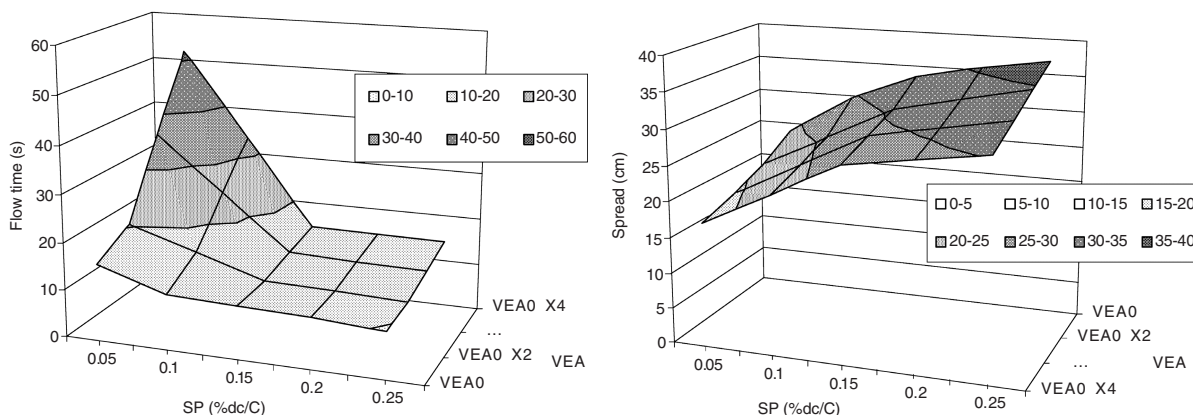 60
50
40
30
20
10
0
Flow time (s)
0-10 10-20 20-30
30-40 40-50 50-60
0.05
0.1
0.15
0.2
0.25
SP (%dc/C)
VEA0 X4
...
VEA0 X2
VEA0
VEA
40
35
30
25
20
15
10
5
0
Spread (cm)
0-5 5-10 10-15 15-20
20-25 25-30 30-35 35-40
0.05
0.1
0.15
0.2
0.25
SP (%dc/C)
VEA0
VEA0 X2
...
VEA0 X4
VEA